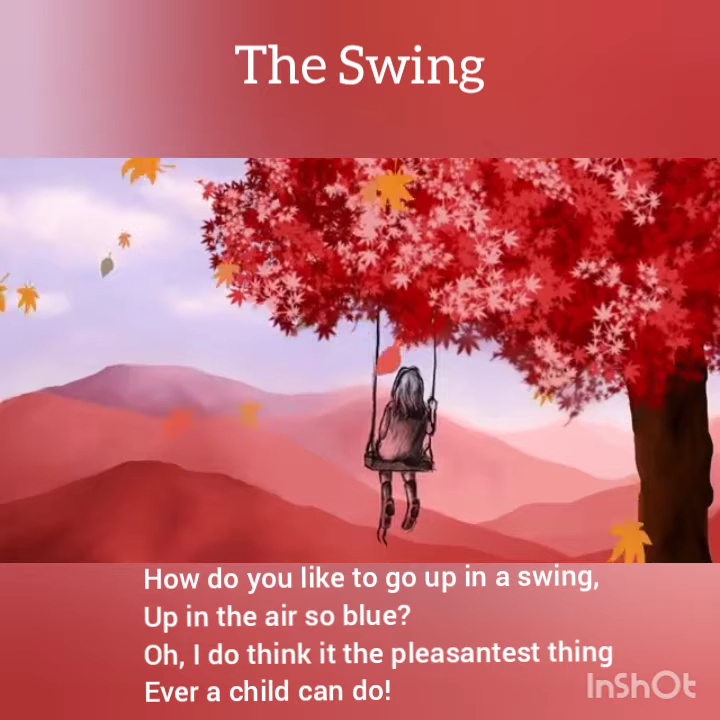 The Swing
How do you like to go up in a swing,
Up in the air so blue?
Oh, I do think it the pleasantest thing
Ever a child can do!
InShOt